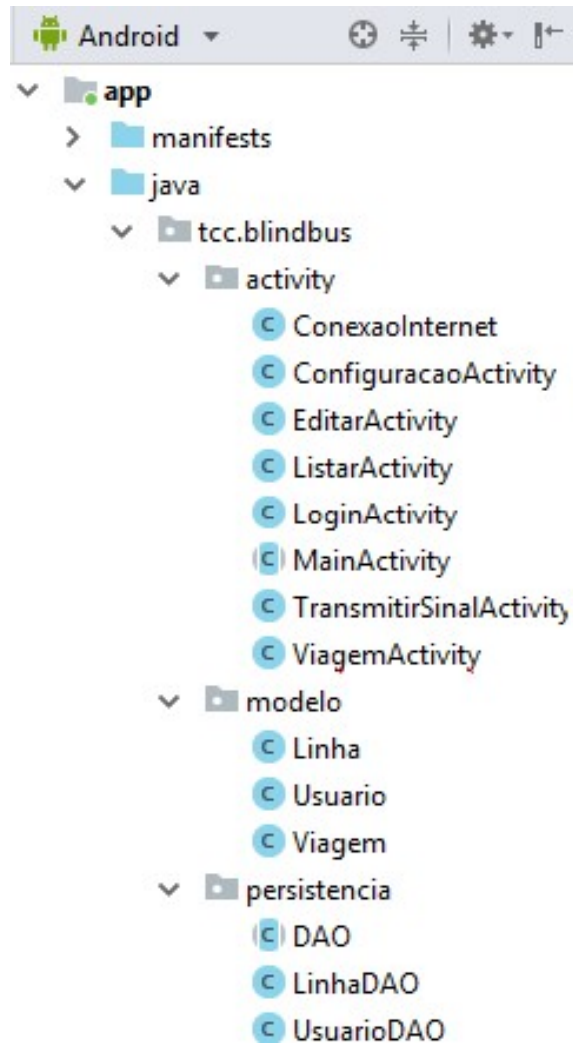 Android
app
manifests
java
tcc.blindbus
activity
C ConexaoInternet
C ConfiguracaoActivity
C EditarActivity
C ListarActivity
C LoginActivity
C MainActivity
C TransmitirSinalActivity
C ViagemActivity
modelo
C Linha
C Usuario
C Viagem
persistencia
C DAO
C LinhaDAO
C UsuarioDAO